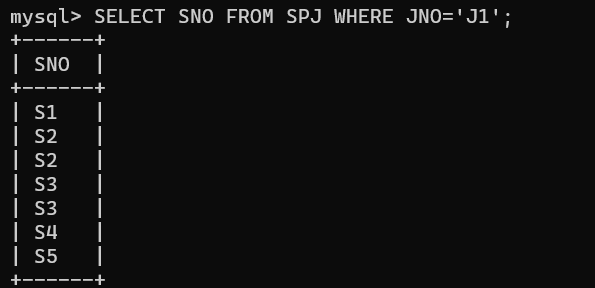 mysql> SELECT SNO FROM SPJ WHERE JNO='J1';
+------+
| SNO  |
+------+
| S1   |
| S2   |
| S2   |
| S3   |
| S3   |
| S4   |
| S5   |
+------+